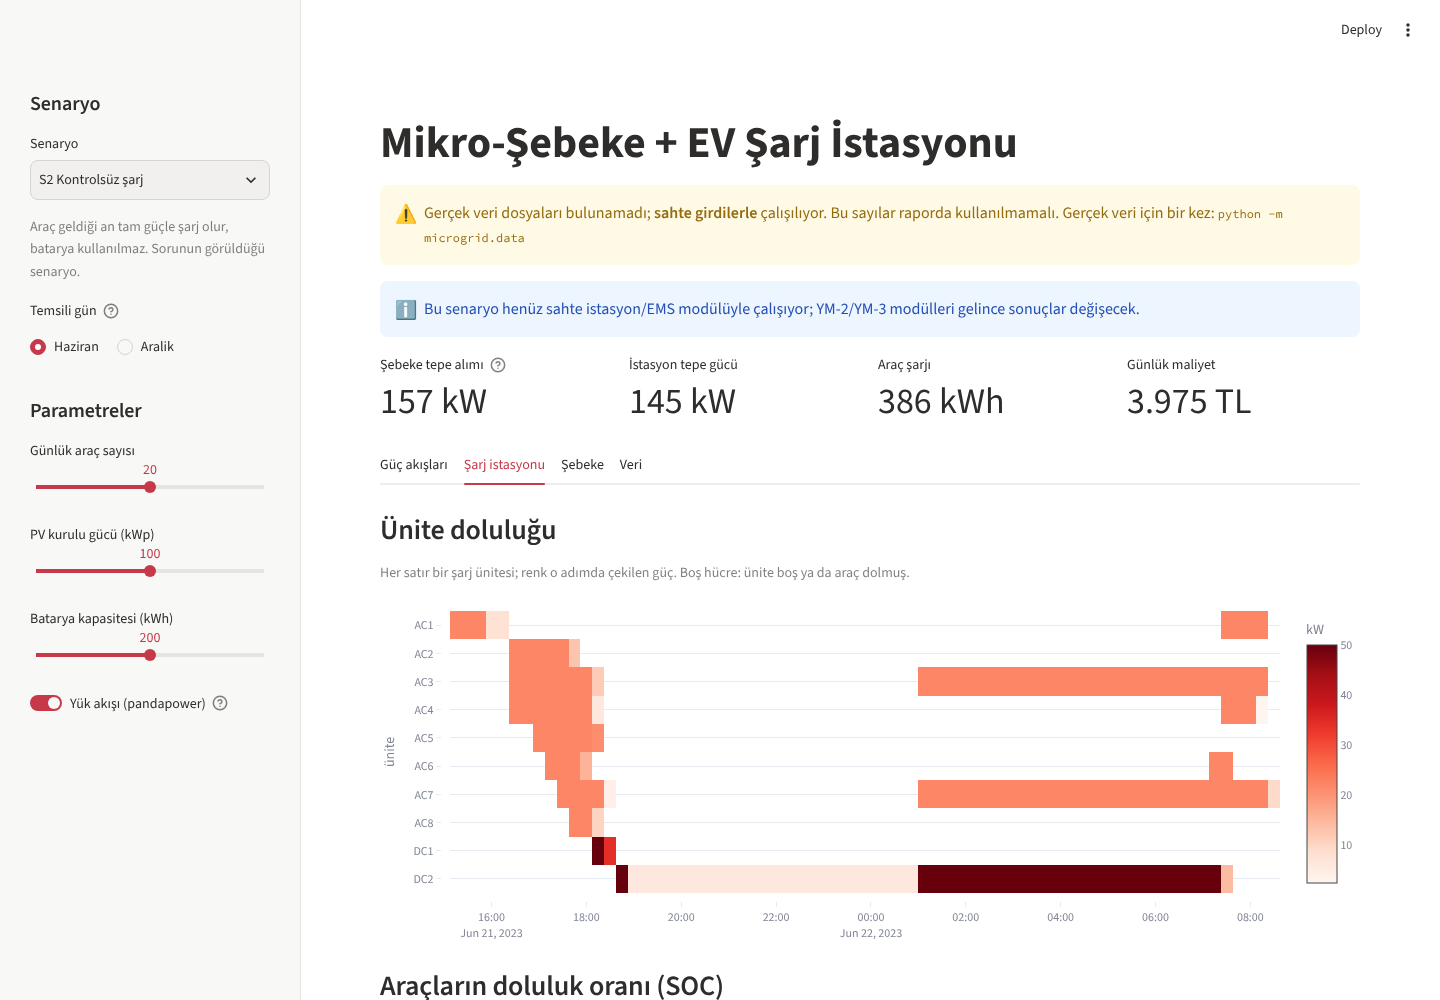 Deploy
Senaryo
Senaryo
S2 Kontrolsüz şarj
Araç geldiği an tam güçle şarj olur,
batarya kullanılmaz. Sorunun görüldüğü
senaryo.
Temsili gün
Haziran
Aralik
Parametreler
Günlük araç sayısı
20
PV kurulu gücü (kWp)
100
Batarya kapasitesi (kWh)
200
Yük akışı (pandapower)
Mikro-Şebeke + EV Şarj İstasyonu
Gerçek veri dosyaları bulunamadı; sahte girdilerle çalışılıyor. Bu sayılar raporda kullanılmamalı. Gerçek veri için bir kez: python -m
microgrid.data
Bu senaryo henüz sahte istasyon/EMS modülüyle çalışıyor; YM-2/YM-3 modülleri gelince sonuçlar değişecek.
Şebeke tepe alımı
157 kW
İstasyon tepe gücü
145 kW
Araç şarjı
386 kWh
Günlük maliyet
3.975 TL
Güç akışları Şarj istasyonu Şebeke Veri
Ünite doluluğu
Her satır bir şarj ünitesi; renk o adımda çekilen güç. Boş hücre: ünite boş ya da araç dolmuş.
ünite
AC1
AC2
AC3
AC4
AC5
AC6
AC7
AC8
DC1
DC2
16:00 18:00 20:00 22:00 00:00 02:00 04:00 06:00 08:00
Jun 21, 2023 Jun 22, 2023
kW
50
40
30
20
10
Araçların doluluk oranı (SOC)